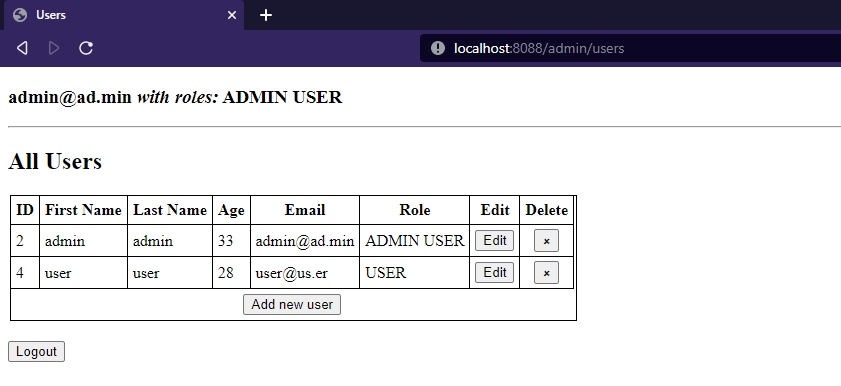 Users
localhost:8088/admin/users
admin@ad.min with roles: ADMIN USER
All Users
ID First Name Last Name Age Email Role Edit Delete
2 admin admin 33 admin@ad.min ADMIN USER Edit ×
4 user user 28 user@us.er USER Edit ×
Add new user
Logout